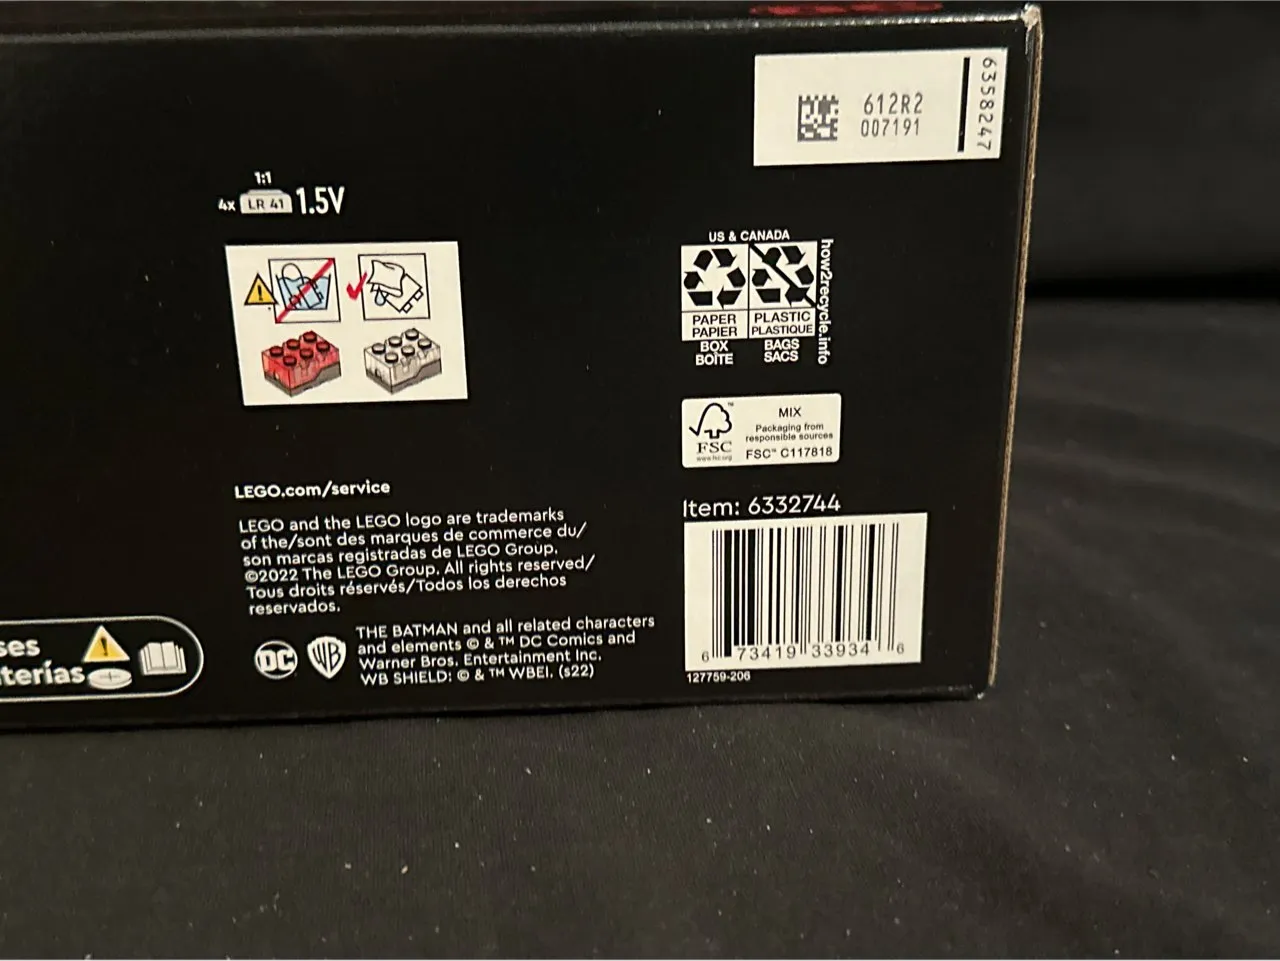 612R2
007191
6358247
1:1
4x LR 41 1.5V
US & CANADA
PAPER
PAPIER
BOX
BOÎTE
PLASTIC
PLASTIQUE
BAGS
SACS
how2recycle.info
FSC™
www.fsc.org
MIX
Packaging from
responsible sources
FSC™ C117818
LEGO.com/service
LEGO and the LEGO logo are trademarks
of the/sont des marques de commerce du/
son marcas registradas de LEGO Group.
©2022 The LEGO Group. All rights reserved/
Tous droits réservés/Todos los derechos
reservados.
DC
WB
THE BATMAN and all related characters
and elements © & ™ DC Comics and
Warner Bros. Entertainment Inc.
WB SHIELD: © & ™ WBEI. (s22)
Item: 6332744
6 73419 33934 6
127759-206
ses
terías